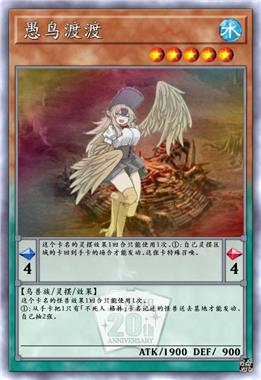 愚鸟渡渡
水
这个卡名的灵摆效果1回合只能使用1次。①:自己灵摆区
域的卡回到手卡的场合才能发动。这张卡特殊召唤。
4
4
【鸟兽族/灵摆/效果】
这个卡名的怪兽效果1回合只能使用1次。
①:从手卡把1只有「不死人 格林」卡名记述的怪兽送去墓地才能发动。
自己抽2张。
20th
ANNIVERSARY
ATK/1900 DEF/ 900